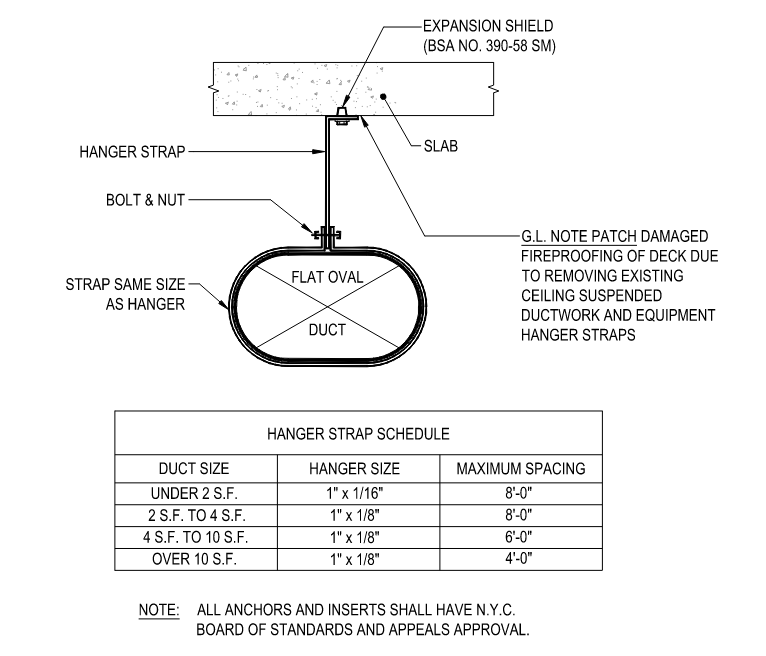 EXPANSION SHIELD
(BSA NO. 390-58 SM)
SLAB
HANGER STRAP
BOLT & NUT
G.L. NOTE PATCH DAMAGED
FIREPROOFING OF DECK DUE
TO REMOVING EXISTING
CEILING SUSPENDED
DUCTWORK AND EQUIPMENT
HANGER STRAPS
STRAP SAME SIZE
AS HANGER
FLAT OVAL
DUCT
HANGER STRAP SCHEDULE
DUCT SIZE HANGER SIZE MAXIMUM SPACING
UNDER 2 S.F. 1" x 1/16" 8'-0"
2 S.F. TO 4 S.F. 1" x 1/8" 8'-0"
4 S.F. TO 10 S.F. 1" x 1/8" 6'-0"
OVER 10 S.F. 1" x 1/8" 4'-0"
NOTE: ALL ANCHORS AND INSERTS SHALL HAVE N.Y.C.
BOARD OF STANDARDS AND APPEALS APPROVAL.